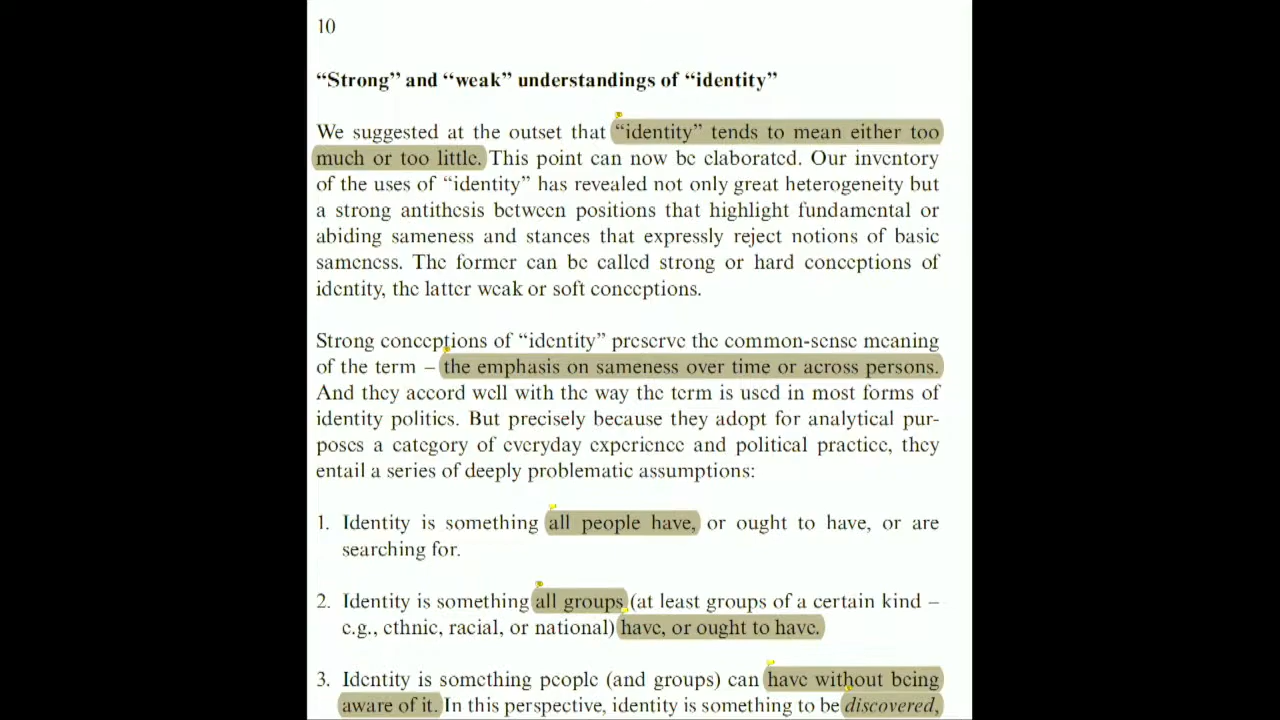 10
“Strong” and “weak” understandings of “identity”
We suggested at the outset that “identity” tends to mean either too
much or too little. This point can now be elaborated. Our inventory
of the uses of “identity” has revealed not only great heterogeneity but
a strong antithesis between positions that highlight fundamental or
abiding sameness and stances that expressly reject notions of basic
sameness. The former can be called strong or hard conceptions of
identity, the latter weak or soft conceptions.
Strong conceptions of “identity” preserve the common-sense meaning
of the term – the emphasis on sameness over time or across persons.
And they accord well with the way the term is used in most forms of
identity politics. But precisely because they adopt for analytical pur-
poses a category of everyday experience and political practice, they
entail a series of deeply problematic assumptions:
1. Identity is something all people have, or ought to have, or are
searching for.
2. Identity is something all groups (at least groups of a certain kind –
e.g., ethnic, racial, or national) have, or ought to have.
3. Identity is something people (and groups) can have without being
aware of it. In this perspective, identity is something to be discovered,